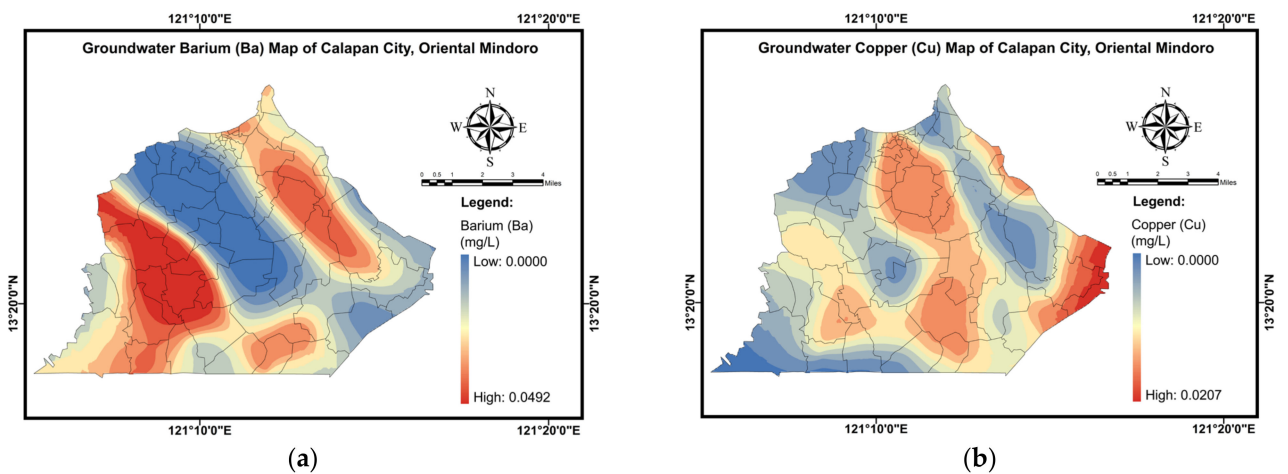 121°10'0"E 121°20'0"E
Groundwater Barium (Ba) Map of Calapan City, Oriental Mindoro
N
W E
S
0 0.5 1 2 3 4
Miles
Legend:
Barium (Ba)
(mg/L)
Low: 0.0000
High: 0.0492
13°20'0"N 13°20'0"N
121°10'0"E 121°20'0"E
(a)
121°10'0"E 121°20'0"E
Groundwater Copper (Cu) Map of Calapan City, Oriental Mindoro
N
W E
S
0 0.5 1 2 3 4
Miles
Legend:
Copper (Cu)
(mg/L)
Low: 0.0000
High: 0.0207
13°20'0"N 13°20'0"N
121°10'0"E 121°20'0"E
(b)